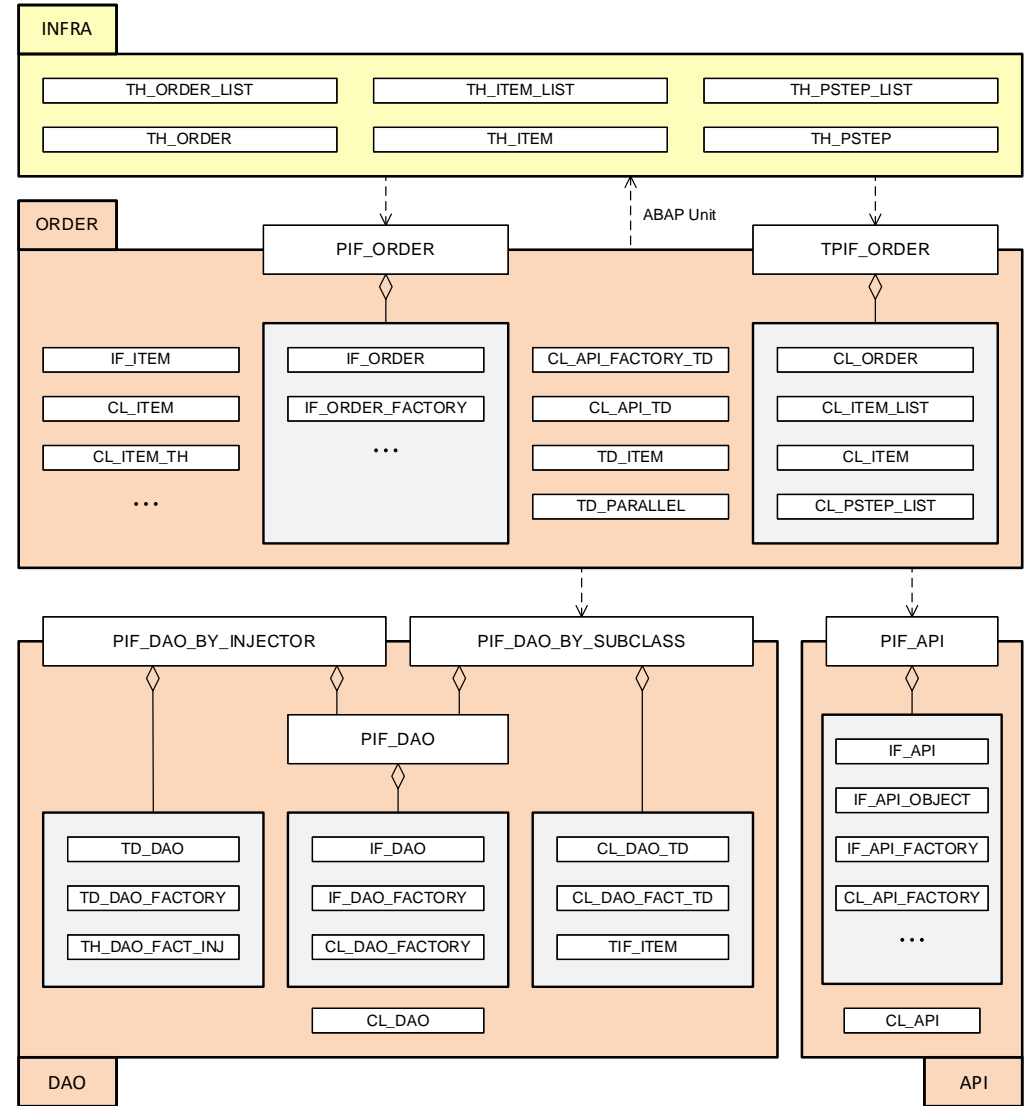 INFRA
TH_ORDER_LIST
TH_ITEM_LIST
TH_PSTEP_LIST
TH_ORDER
TH_ITEM
TH_PSTEP
ABAP Unit
ORDER
PIF_ORDER
TPIF_ORDER
IF_ITEM
CL_ITEM
CL_ITEM_TH
...
IF_ORDER
IF_ORDER_FACTORY
...
CL_API_FACTORY_TD
CL_API_TD
TD_ITEM
TD_PARALLEL
CL_ORDER
CL_ITEM_LIST
CL_ITEM
CL_PSTEP_LIST
PIF_DAO_BY_INJECTOR
PIF_DAO_BY_SUBCLASS
PIF_API
PIF_DAO
TD_DAO
TD_DAO_FACTORY
TH_DAO_FACT_INJ
IF_DAO
IF_DAO_FACTORY
CL_DAO_FACTORY
CL_DAO_TD
CL_DAO_FACT_TD
TIF_ITEM
CL_DAO
IF_API
IF_API_OBJECT
IF_API_FACTORY
CL_API_FACTORY
...
CL_API
DAO
API